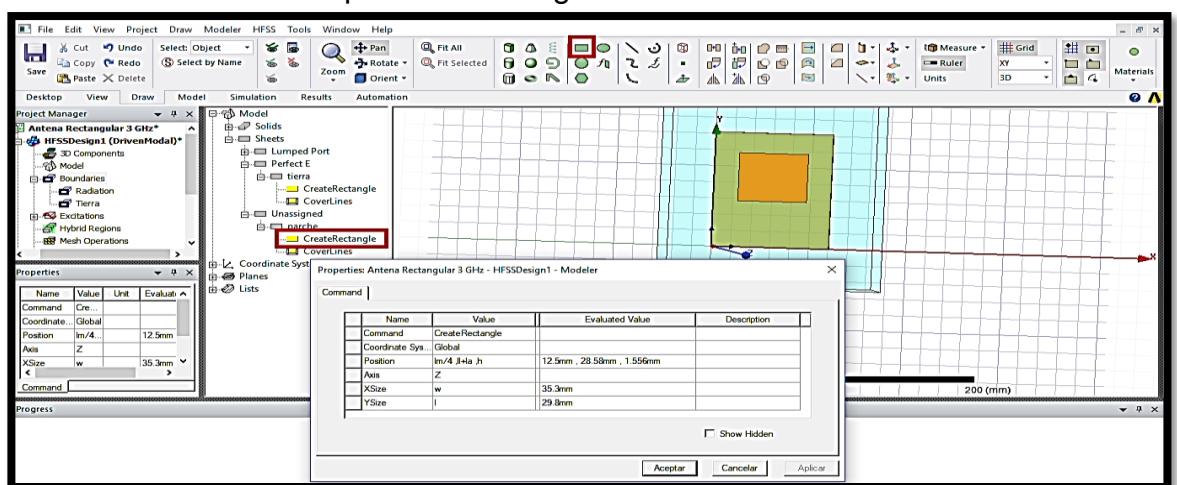 File Edit View Project Draw Modeler HFSS Tools Window Help
Save
Cut Undo Select: Object
Copy Redo Select by Name
Paste Delete
Zoom
Pan
Rotate
Orient
Fit All
Fit Selected
Measure
Ruler
Units
Grid
XY
3D
Materials
Desktop View Draw Model Simulation Results Automation
Project Manager
Antena Rectangular 3 GHz*
HFSSDesign1 (DrivenModal)*
3D Components
Model
Boundaries
Radiation
Tierra
Excitations
Hybrid Regions
Mesh Operations
Model
Solids
Sheets
Lumped Port
Perfect E
tierra
CreateRectangle
CoverLines
Unassigned
parche
CreateRectangle
CoverLines
Coordinate Syst
Planes
Lists
Y
X
200 (mm)
Properties
Name Value Unit Evaluat
Command Cre...
Coordinate... Global
Position lm/4... 12.5mm
Axis Z
XSize w 35.3mm
Command
Progress
Properties: Antena Rectangular 3 GHz - HFSSDesign1 - Modeler
Command
Name Value Evaluated Value Description
Command CreateRectangle
Coordinate Sys... Global
Position lm/4 ,ll+la ,h 12.5mm , 28.58mm , 1.556mm
Axis Z
XSize w 35.3mm
YSize l 29.8mm
Show Hidden
Aceptar Cancelar Aplicar